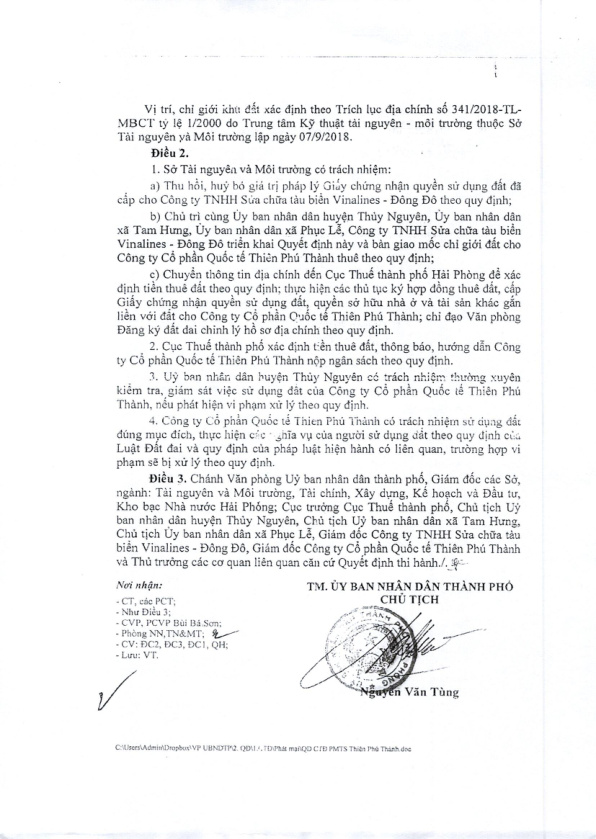 Vị trí, chỉ giới khu đất xác định theo Trích lục địa chính số 341/2018-TL-
MBCT tỷ lệ 1/2000 do Trung tâm Kỹ thuật tài nguyên - môi trường thuộc Sở
Tài nguyên và Môi trường lập ngày 07/9/2018.
Điều 2.
1. Sở Tài nguyên và Môi trường có trách nhiệm:
a) Thu hồi, huỷ bỏ giá trị pháp lý Giấy chứng nhận quyền sử dụng đất đã
cấp cho Công ty TNHH Sửa chữa tàu biển Vinalines - Đông Đô theo quy định;
b) Chủ trì cùng Ủy ban nhân dân huyện Thủy Nguyên, Ủy ban nhân dân
xã Tam Hưng, Ủy ban nhân dân xã Phục Lễ, Công ty TNHH Sửa chữa tàu biển
Vinalines - Đông Đô triển khai Quyết định này và bàn giao mốc chỉ giới đất cho
Công ty Cổ phần Quốc tế Thiên Phú Thành thuê theo quy định;
c) Chuyển thông tin địa chính đến Cục Thuế thành phố Hải Phòng để xác
định tiền thuê đất theo quy định; thực hiện các thủ tục ký hợp đồng thuê đất, cấp
Giấy chứng nhận quyền sử dụng đất, quyền sở hữu nhà ở và tài sản khác gắn
liền với đất cho Công ty Cổ phần Quốc tế Thiên Phú Thành; chỉ đạo Văn phòng
Đăng ký đất đai chỉnh lý hồ sơ địa chính theo quy định.
2. Cục Thuế thành phố xác định tiền thuê đất, thông báo, hướng dẫn Công
ty Cổ phần Quốc tế Thiên Phú Thành nộp ngân sách theo quy định.
3. Uỷ ban nhân dân huyện Thủy Nguyên có trách nhiệm thường xuyên
kiểm tra, giám sát việc sử dụng đất của Công ty Cổ phần Quốc tế Thiên Phú
Thành, nếu phát hiện vi phạm xử lý theo quy định.
4. Công ty Cổ phần Quốc tế Thiên Phú Thành có trách nhiệm sử dụng đất
đúng mục đích, thực hiện các nghĩa vụ của người sử dụng đất theo quy định của
Luật Đất đai và quy định của pháp luật hiện hành có liên quan, trường hợp vi
phạm sẽ bị xử lý theo quy định.
Điều 3. Chánh Văn phòng Uỷ ban nhân dân thành phố, Giám đốc các Sở,
ngành: Tài nguyên và Môi trường, Tài chính, Xây dựng, Kế hoạch và Đầu tư,
Kho bạc Nhà nước Hải Phòng; Cục trưởng Cục Thuế thành phố, Chủ tịch Uỷ
ban nhân dân huyện Thủy Nguyên, Chủ tịch Uỷ ban nhân dân xã Tam Hưng,
Chủ tịch Ủy ban nhân dân xã Phục Lễ, Giám đốc Công ty TNHH Sửa chữa tàu
biển Vinalines - Đông Đô, Giám đốc Công ty Cổ phần Quốc tế Thiên Phú Thành
và Thủ trưởng các cơ quan liên quan căn cứ Quyết định thi hành./.
Nơi nhận:
- CT, các PCT;
- Như Điều 3;
- CVP, PCVP Bùi Bá Sơn;
- Phòng NN,TN&MT;
- CV: ĐC2, ĐC3, ĐC1, QH;
- Lưu: VT.
TM. ỦY BAN NHÂN DÂN THÀNH PHỐ
CHỦ TỊCH
Nguyễn Văn Tùng